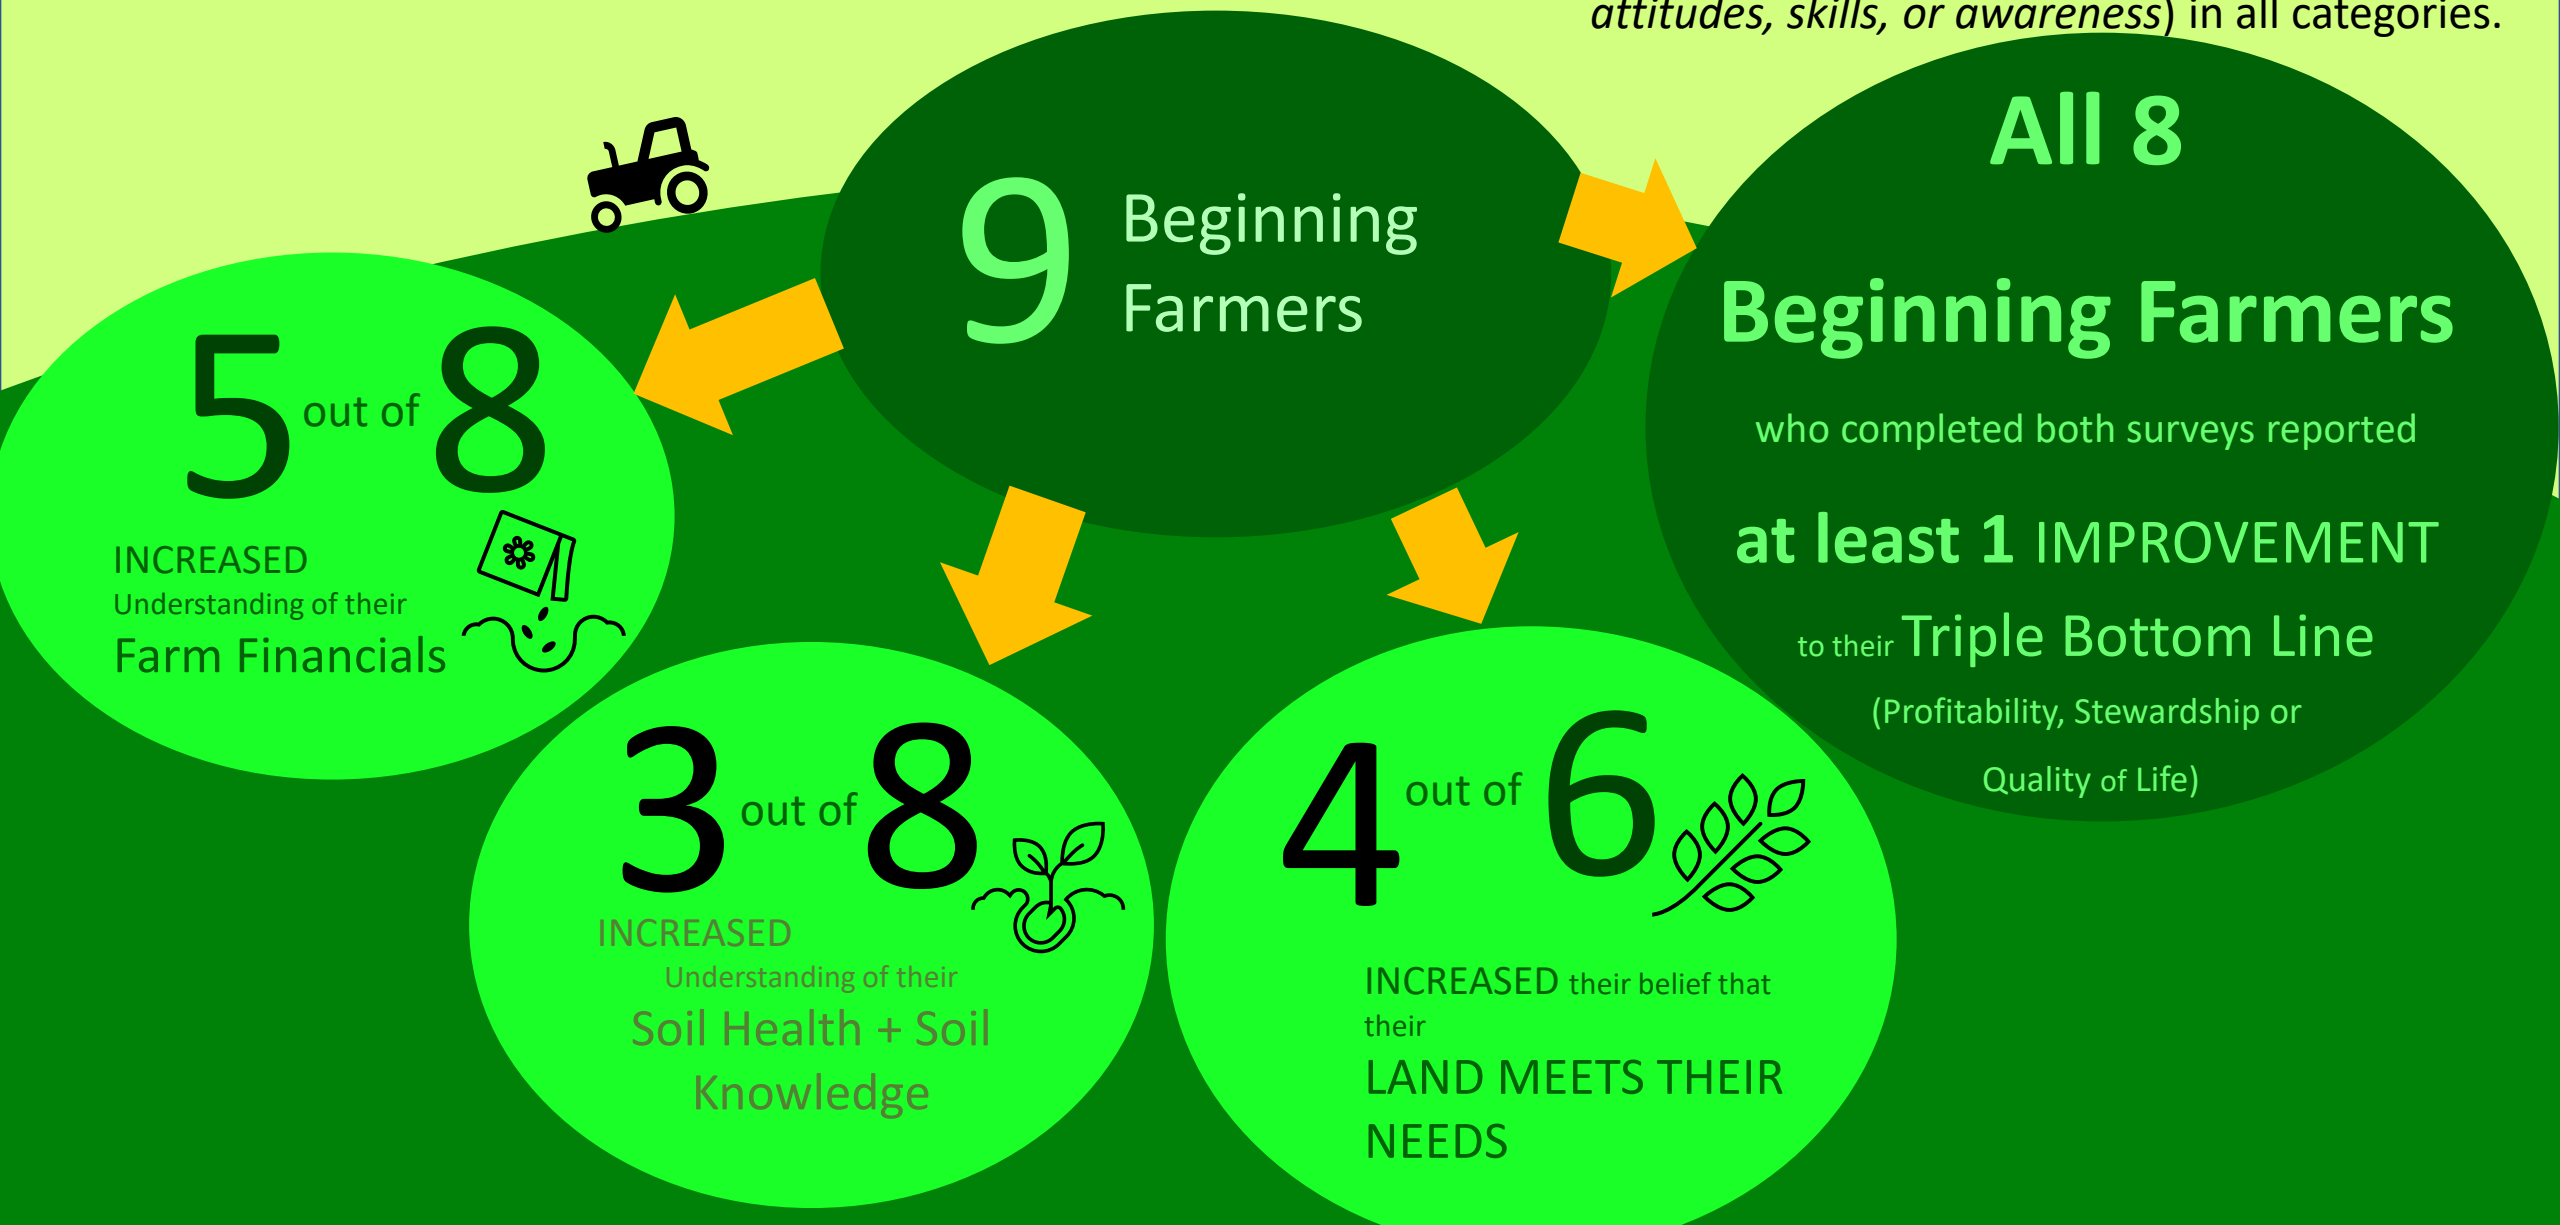 attitudes, skills, or awareness) in all categories.
9 Beginning
Farmers
All 8
Beginning Farmers
who completed both surveys reported
at least 1 IMPROVEMENT
to their Triple Bottom Line
(Profitability, Stewardship or
Quality of Life)
5 out of 8
INCREASED
Understanding of their
Farm Financials
3 out of 8
INCREASED
Understanding of their
Soil Health + Soil
Knowledge
4 out of 6
INCREASED their belief that
their
LAND MEETS THEIR
NEEDS